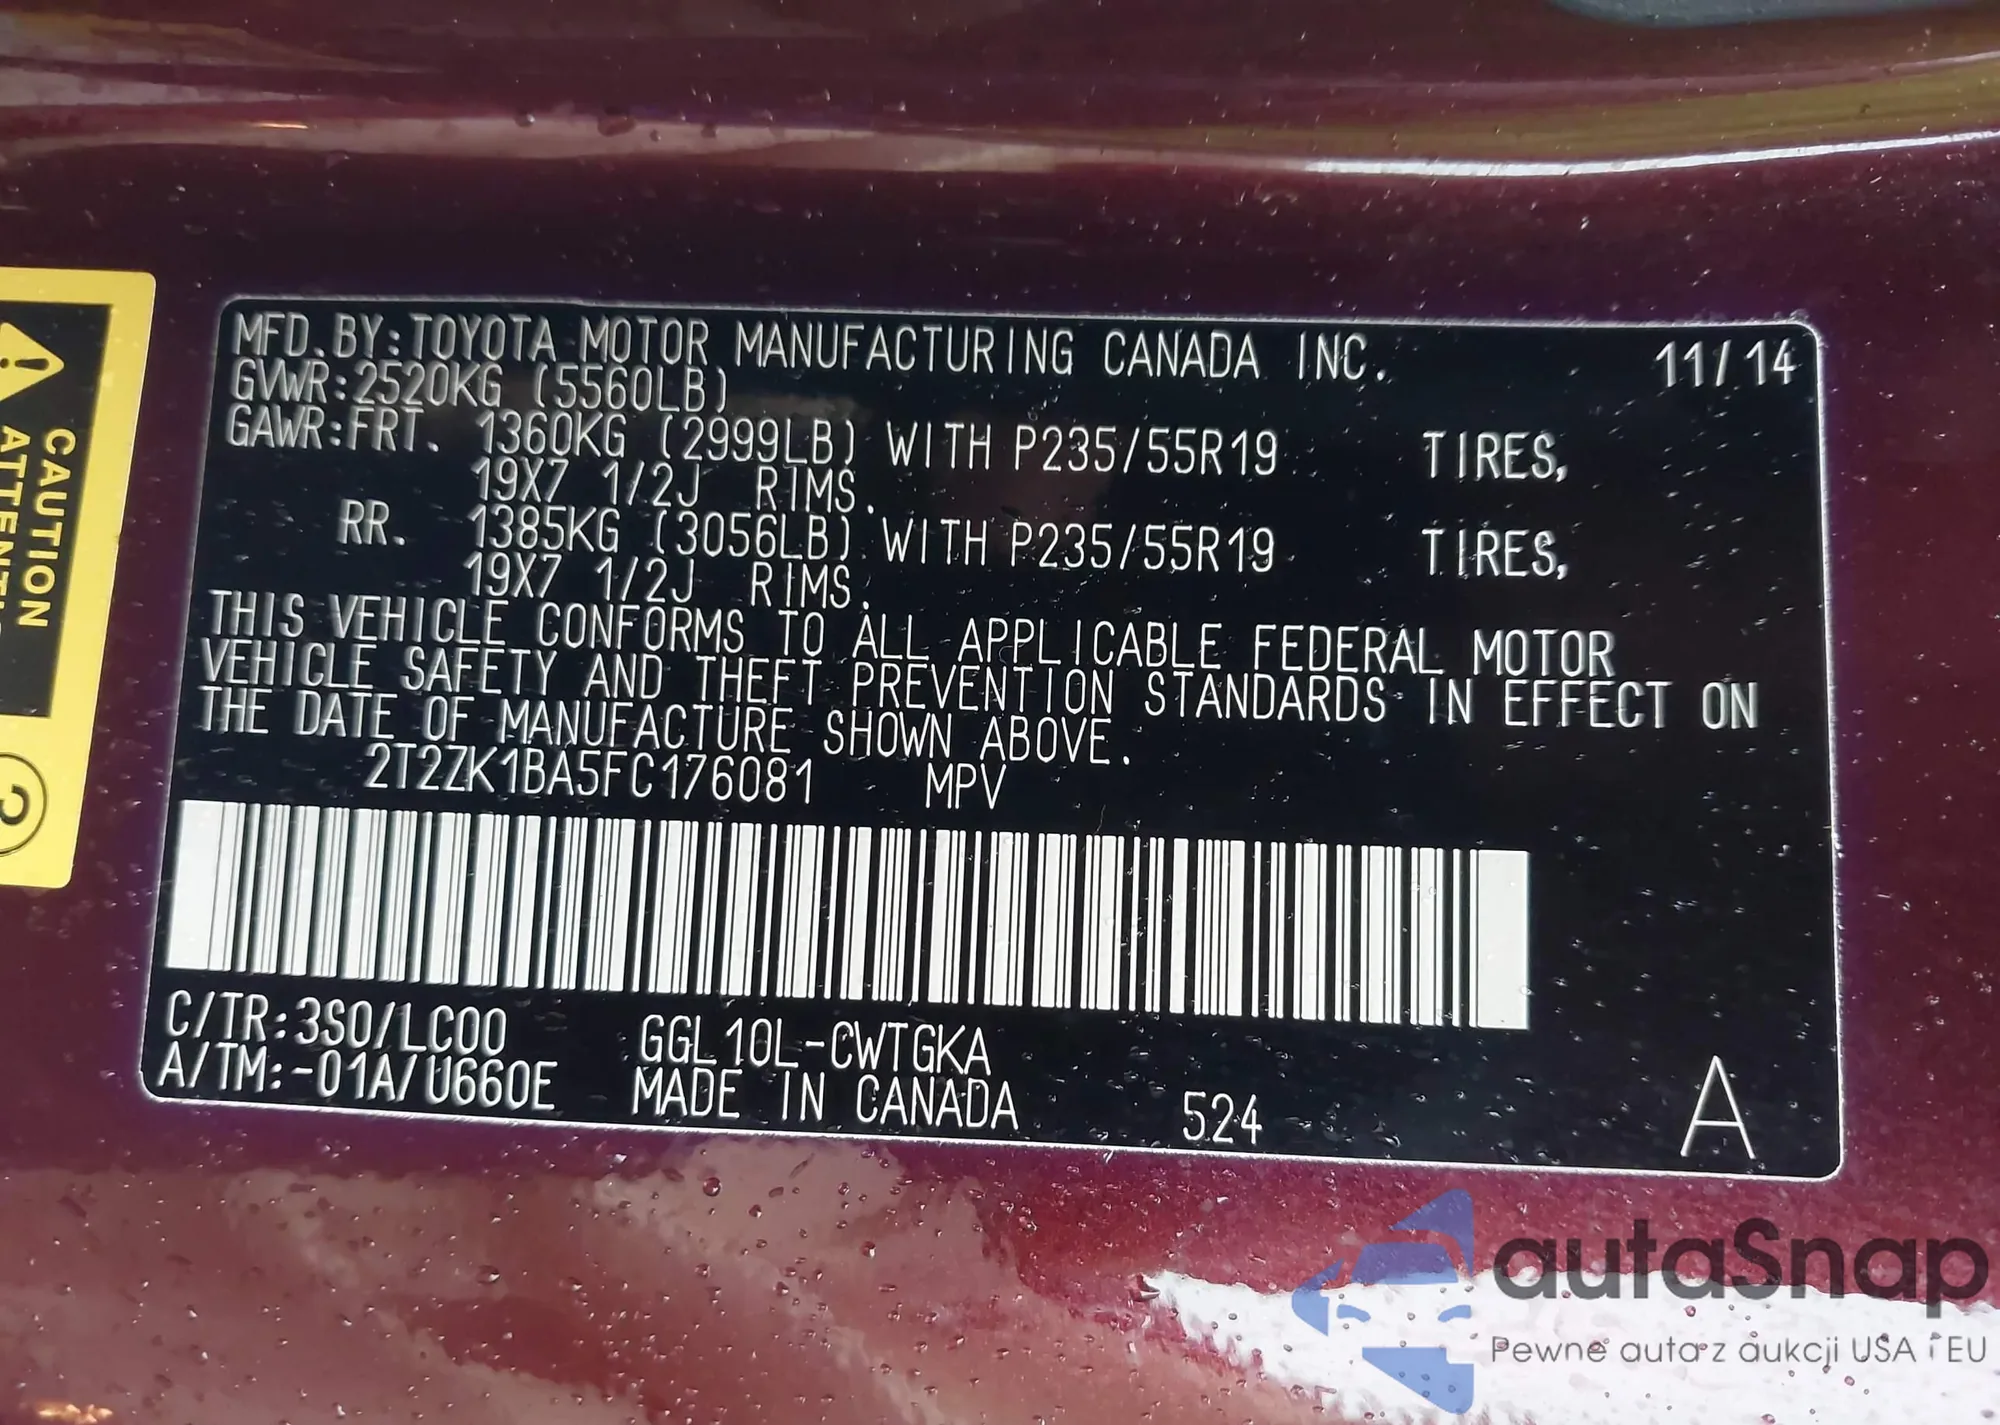 MFD. BY: TOYOTA MOTOR MANUFACTURING CANADA INC. 11/14
GVWR: 2520KG (5560LB)
GAWR: FRT. 1360KG (2999LB) WITH P235/55R19 TIRES,
19X7 1/2J RIMS.
RR. 1385KG (3056LB) WITH P235/55R19 TIRES,
19X7 1/2J RIMS.
THIS VEHICLE CONFORMS TO ALL APPLICABLE FEDERAL MOTOR
VEHICLE SAFETY AND THEFT PREVENTION STANDARDS IN EFFECT ON
THE DATE OF MANUFACTURE SHOWN ABOVE.
2T2ZK1BA5FC176081 MPV
C/TR: 3S0/LC00 GGL10L-CWTGKA
A/TM: -01A/U660E MADE IN CANADA 524 A
CAUTION
autaSnap
Pewne auta z aukcji USA i EU